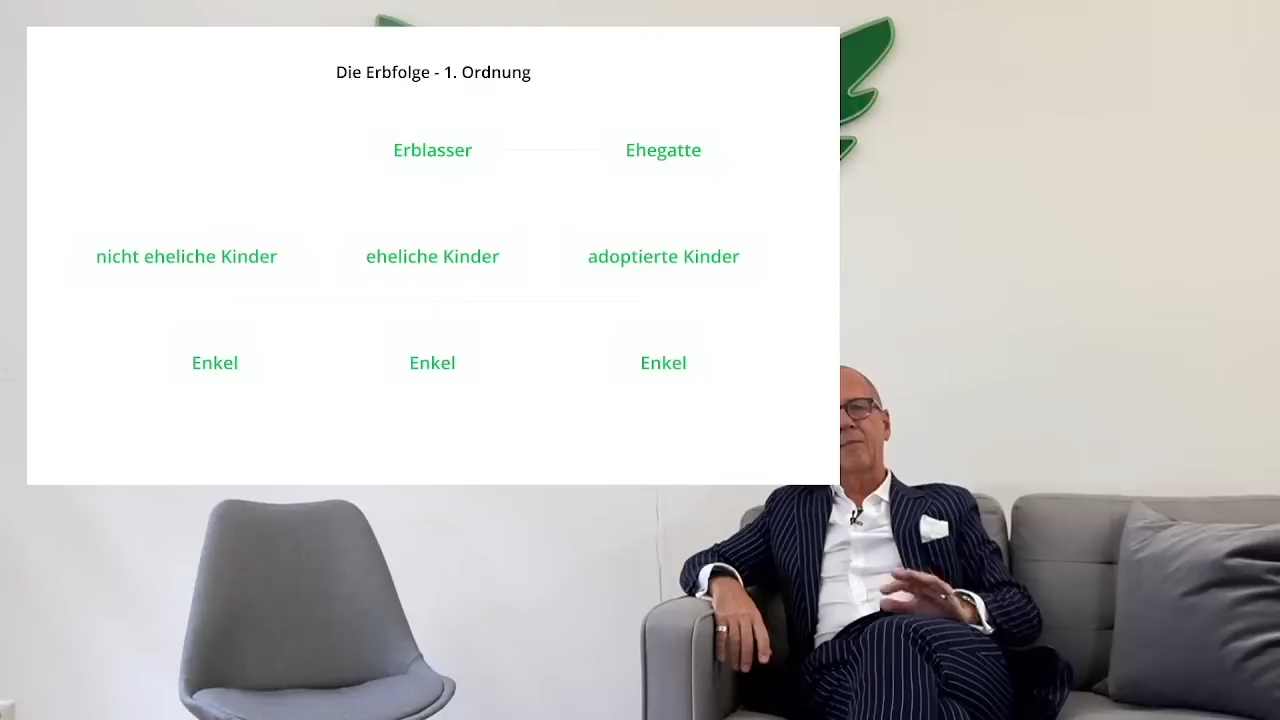 Die Erbfolge - 1. Ordnung
Erblasser Ehegatte
nicht eheliche Kinder eheliche Kinder adoptierte Kinder
Enkel Enkel Enkel